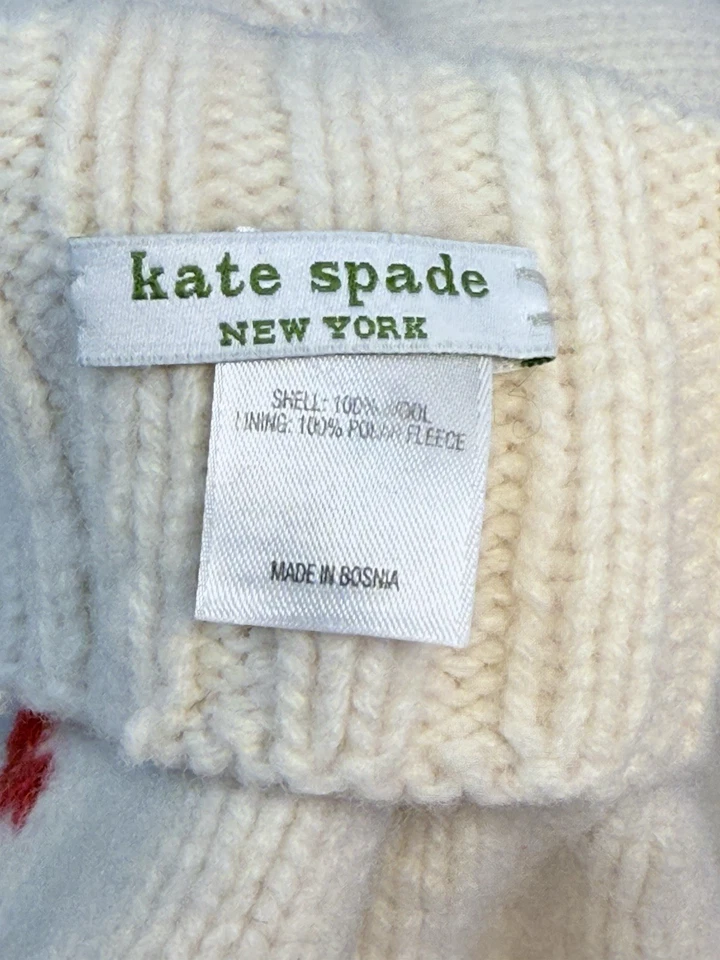 kate spade
NEW YORK
SHELL: 100% WOOL
LINING: 100% POLAR FLEECE
MADE IN BOSNIA